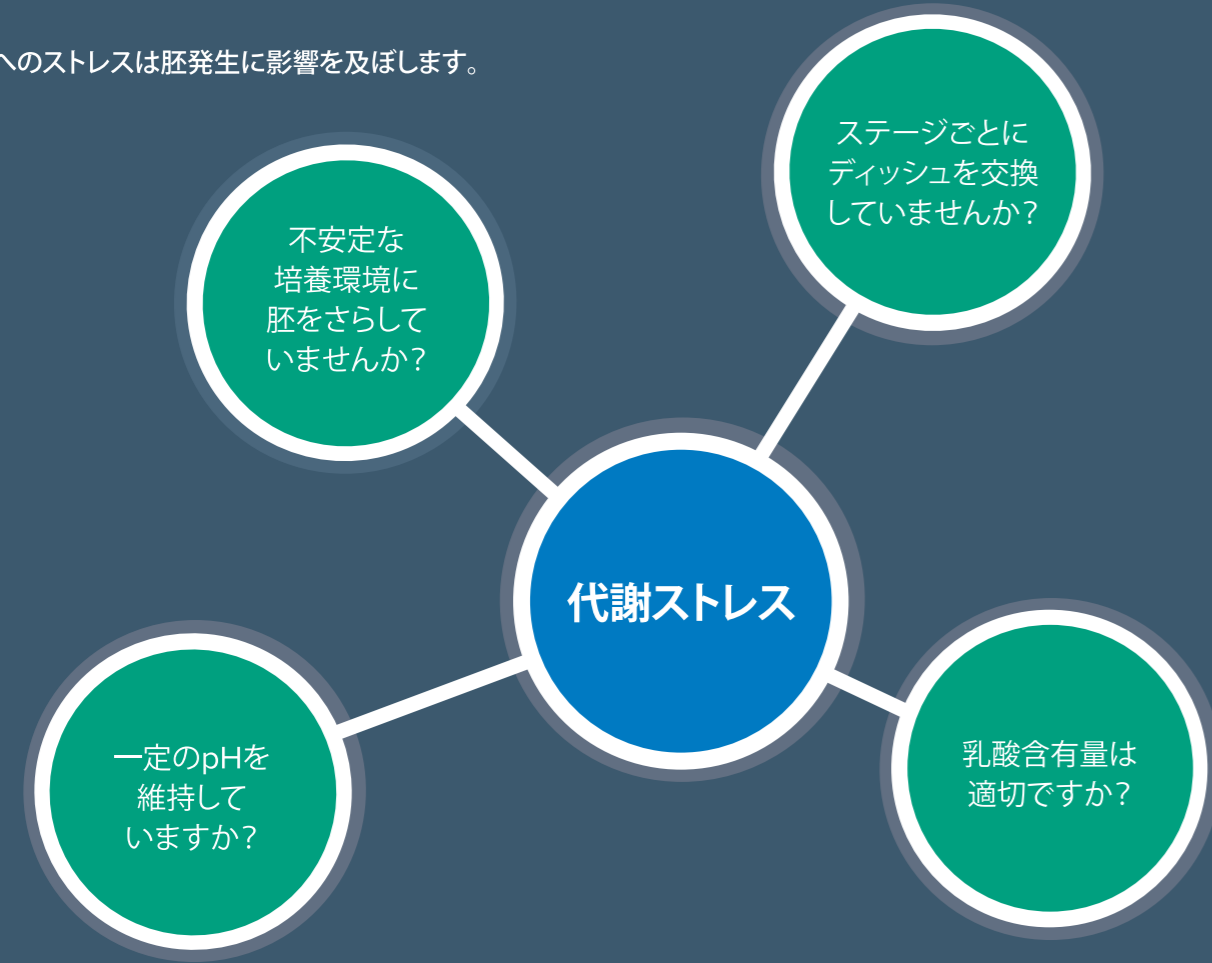 へのストレスは胚発生に影響を及ぼします。
ステージごとに
ディッシュを交換
していませんか？
不安定な
培養環境に
胚をさらして
いませんか？
代謝ストレス
一定のpHを
維持して
いますか？
乳酸含有量は
適切ですか？